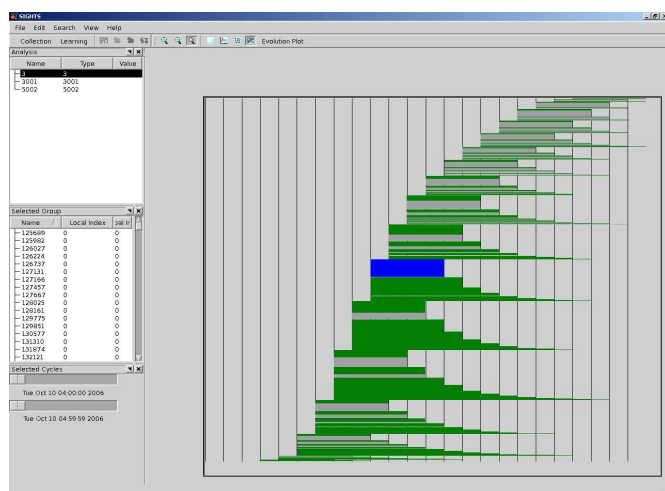 SIGHTS
File Edit Search View Help
Collection Learning Evolution Plot
Analysis
Name Type Value
3 3
3001 3001
5002 5002
Selected Group
Name Local Index
125689 0 0
125982 0 0
126027 0 0
126224 0 0
126737 0 0
127131 0 0
127166 0 0
127457 0 0
127667 0 0
128025 0 0
128161 0 0
129775 0 0
129851 0 0
130577 0 0
131310 0 0
131874 0 0
132121 0 0
Selected Cycles
Tue Oct 10 04:00:00 2006
Tue Oct 10 04:59:59 2006